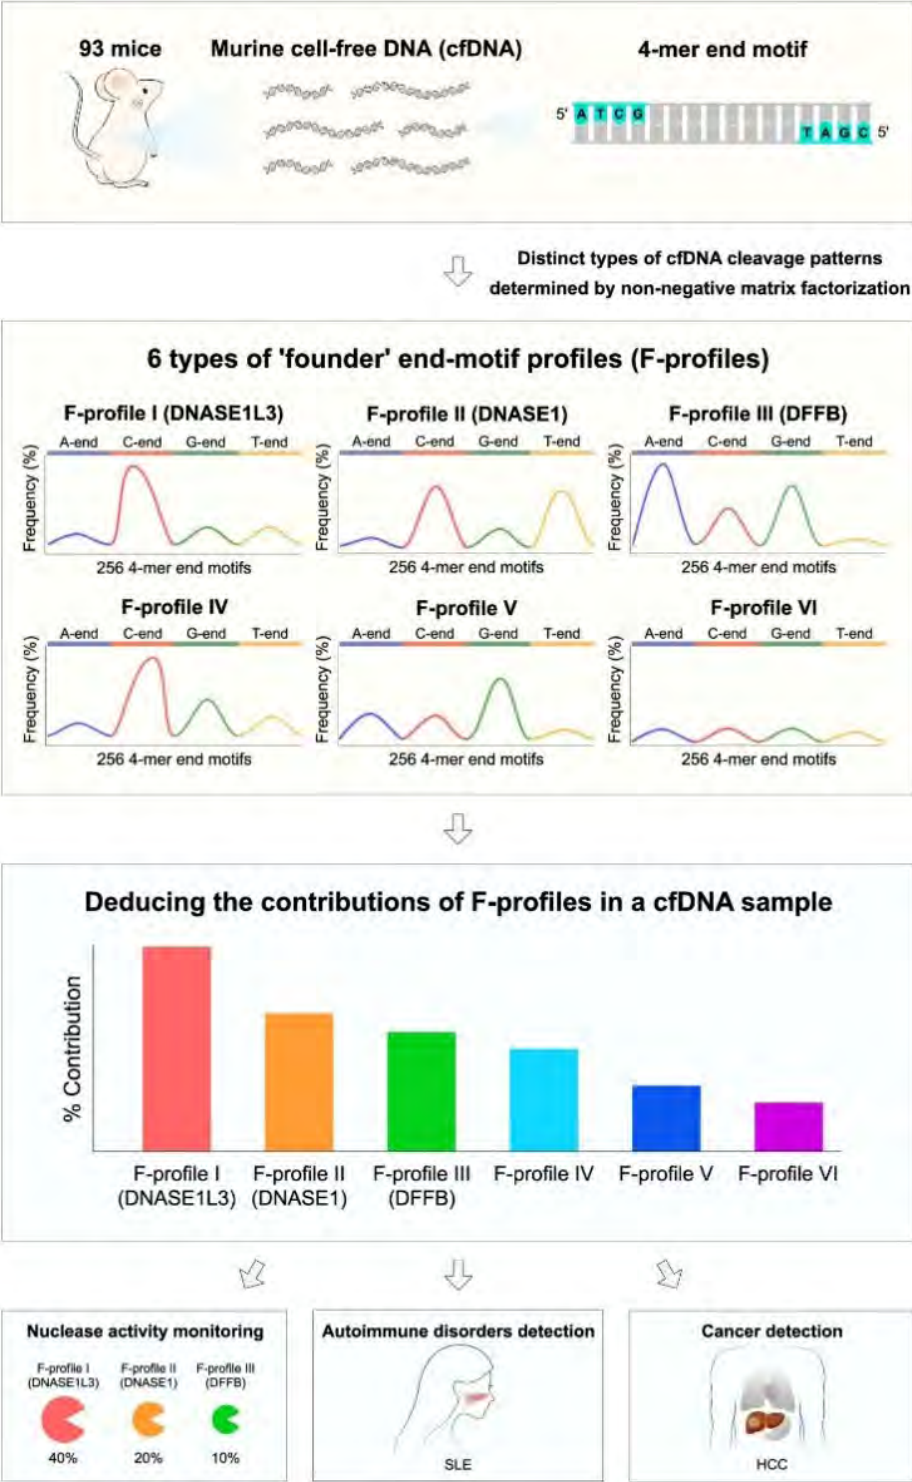 93 mice
Murine cell-free DNA (cfDNA)
4-mer end motif
5' A T C G
T A G C 5'
Distinct types of cfDNA cleavage patterns
determined by non-negative matrix factorization
6 types of 'founder' end-motif profiles (F-profiles)
F-profile I (DNASE1L3)
A-end C-end G-end T-end
Frequency (%)
256 4-mer end motifs
F-profile II (DNASE1)
A-end C-end G-end T-end
Frequency (%)
256 4-mer end motifs
F-profile III (DFFB)
A-end C-end G-end T-end
Frequency (%)
256 4-mer end motifs
F-profile IV
A-end C-end G-end T-end
Frequency (%)
256 4-mer end motifs
F-profile V
A-end C-end G-end T-end
Frequency (%)
256 4-mer end motifs
F-profile VI
A-end C-end G-end T-end
Frequency (%)
256 4-mer end motifs
Deducing the contributions of F-profiles in a cfDNA sample
% Contribution
F-profile I
(DNASE1L3)
F-profile II
(DNASE1)
F-profile III
(DFFB)
F-profile IV
F-profile V
F-profile VI
Nuclease activity monitoring
F-profile I
(DNASE1L3)
F-profile II
(DNASE1)
F-profile III
(DFFB)
40%
20%
10%
Autoimmune disorders detection
SLE
Cancer detection
HCC